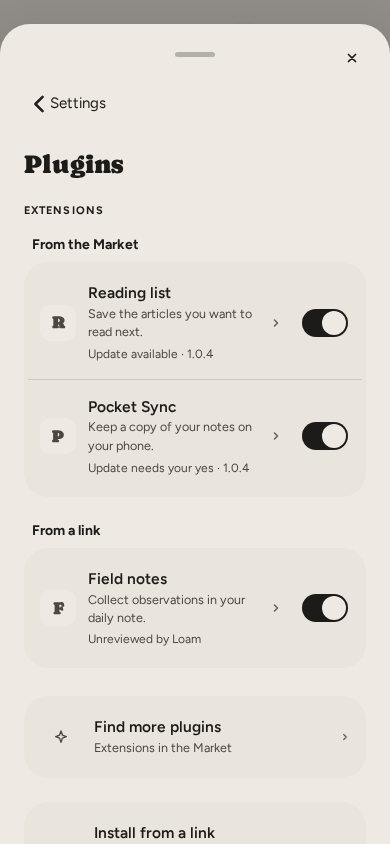 Settings
Plugins
EXTENSIONS
From the Market
R
Reading list
Save the articles you want to
read next.
Update available · 1.0.4
P
Pocket Sync
Keep a copy of your notes on
your phone.
Update needs your yes · 1.0.4
From a link
F
Field notes
Collect observations in your
daily note.
Unreviewed by Loam
Find more plugins
Extensions in the Market
Install from a link